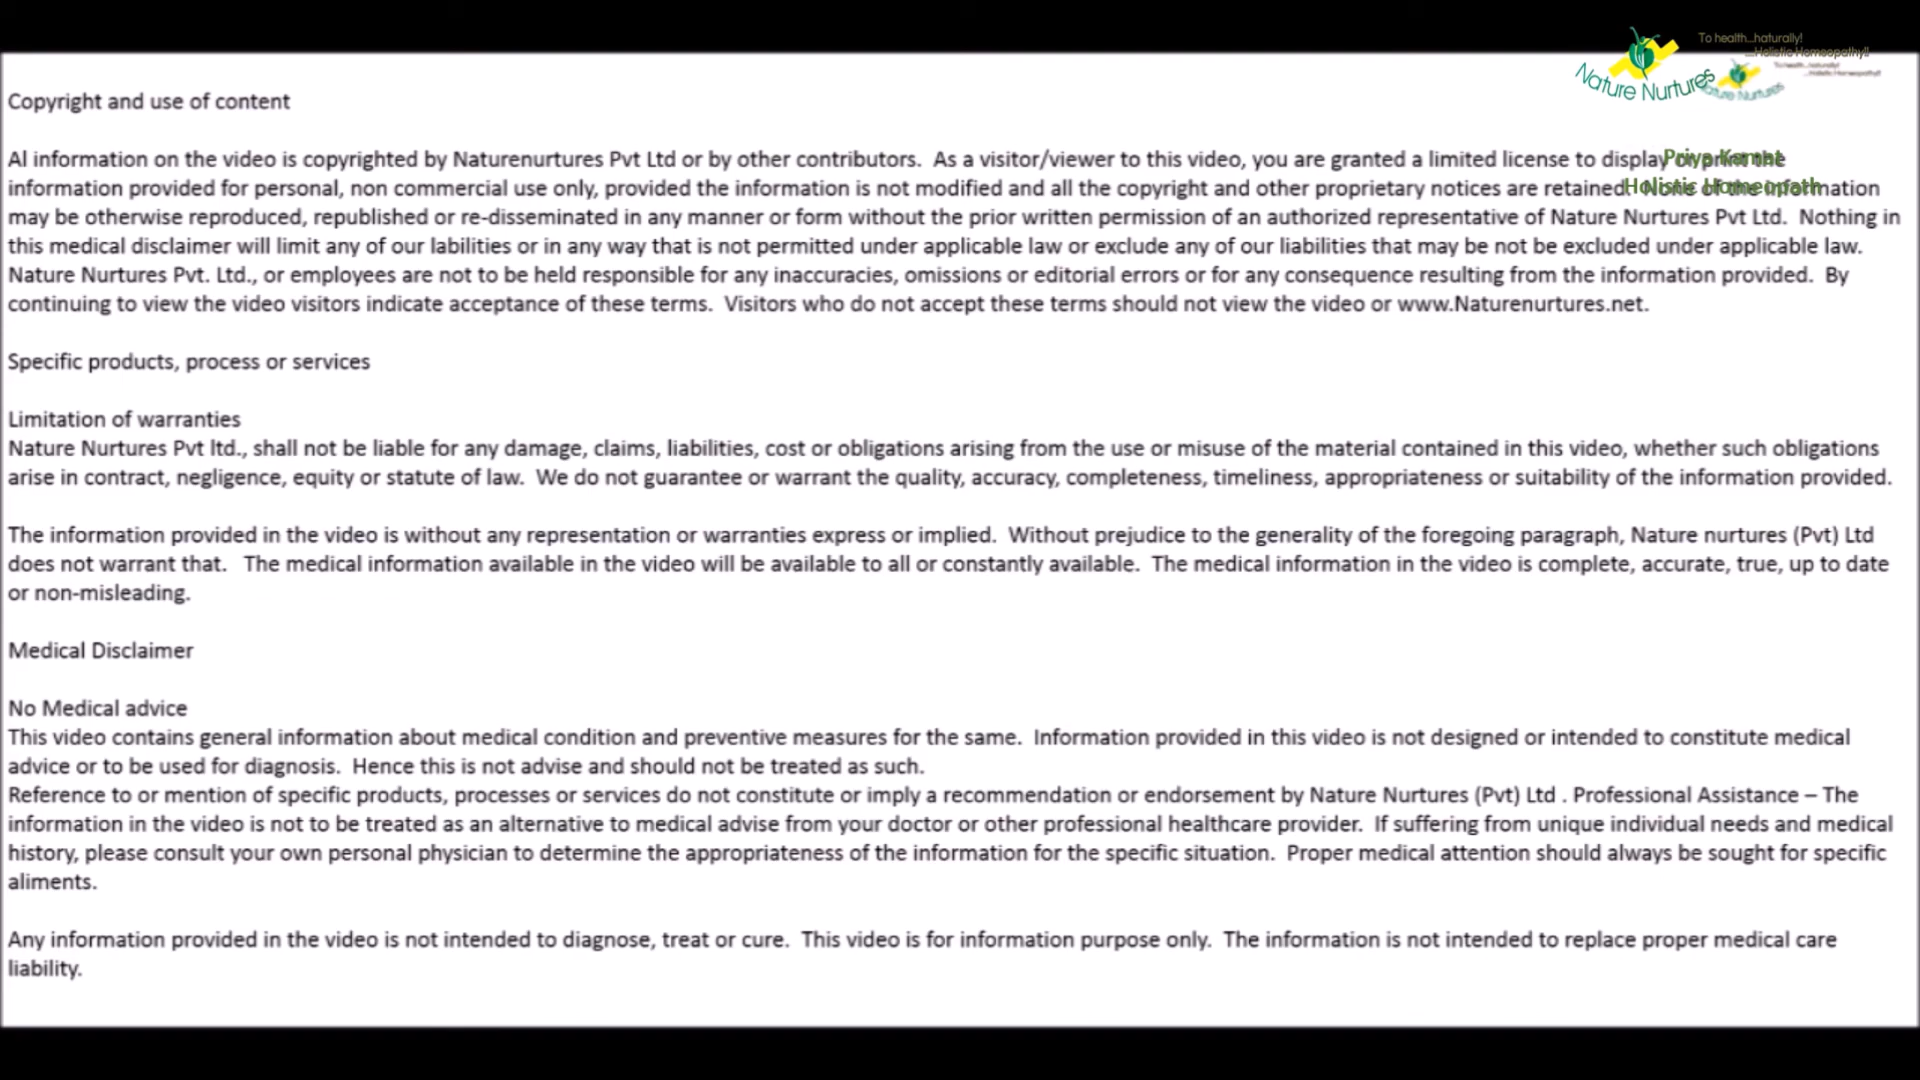 To health...naturally!
...Holistic Homeopathy!!
Nature Nurtures
To health...naturally!
...Holistic Homeopathy!!
Nature Nurtures
Copyright and use of content
Al information on the video is copyrighted by Naturenurtures Pvt Ltd or by other contributors. As a visitor/viewer to this video, you are granted a limited license to display or print the
Priya Kamat
information provided for personal, non commercial use only, provided the information is not modified and all the copyright and other proprietary notices are retained. None of the information
Holistic Homeopath
may be otherwise reproduced, republished or re-disseminated in any manner or form without the prior written permission of an authorized representative of Nature Nurtures Pvt Ltd. Nothing in
this medical disclaimer will limit any of our labilities or in any way that is not permitted under applicable law or exclude any of our liabilities that may be not be excluded under applicable law.
Nature Nurtures Pvt. Ltd., or employees are not to be held responsible for any inaccuracies, omissions or editorial errors or for any consequence resulting from the information provided. By
continuing to view the video visitors indicate acceptance of these terms. Visitors who do not accept these terms should not view the video or www.Naturenurtures.net.
Specific products, process or services
Limitation of warranties
Nature Nurtures Pvt ltd., shall not be liable for any damage, claims, liabilities, cost or obligations arising from the use or misuse of the material contained in this video, whether such obligations
arise in contract, negligence, equity or statute of law. We do not guarantee or warrant the quality, accuracy, completeness, timeliness, appropriateness or suitability of the information provided.
The information provided in the video is without any representation or warranties express or implied. Without prejudice to the generality of the foregoing paragraph, Nature nurtures (Pvt) Ltd
does not warrant that. The medical information available in the video will be available to all or constantly available. The medical information in the video is complete, accurate, true, up to date
or non-misleading.
Medical Disclaimer
No Medical advice
This video contains general information about medical condition and preventive measures for the same. Information provided in this video is not designed or intended to constitute medical
advice or to be used for diagnosis. Hence this is not advise and should not be treated as such.
Reference to or mention of specific products, processes or services do not constitute or imply a recommendation or endorsement by Nature Nurtures (Pvt) Ltd . Professional Assistance – The
information in the video is not to be treated as an alternative to medical advise from your doctor or other professional healthcare provider. If suffering from unique individual needs and medical
history, please consult your own personal physician to determine the appropriateness of the information for the specific situation. Proper medical attention should always be sought for specific
aliments.
Any information provided in the video is not intended to diagnose, treat or cure. This video is for information purpose only. The information is not intended to replace proper medical care
liability.